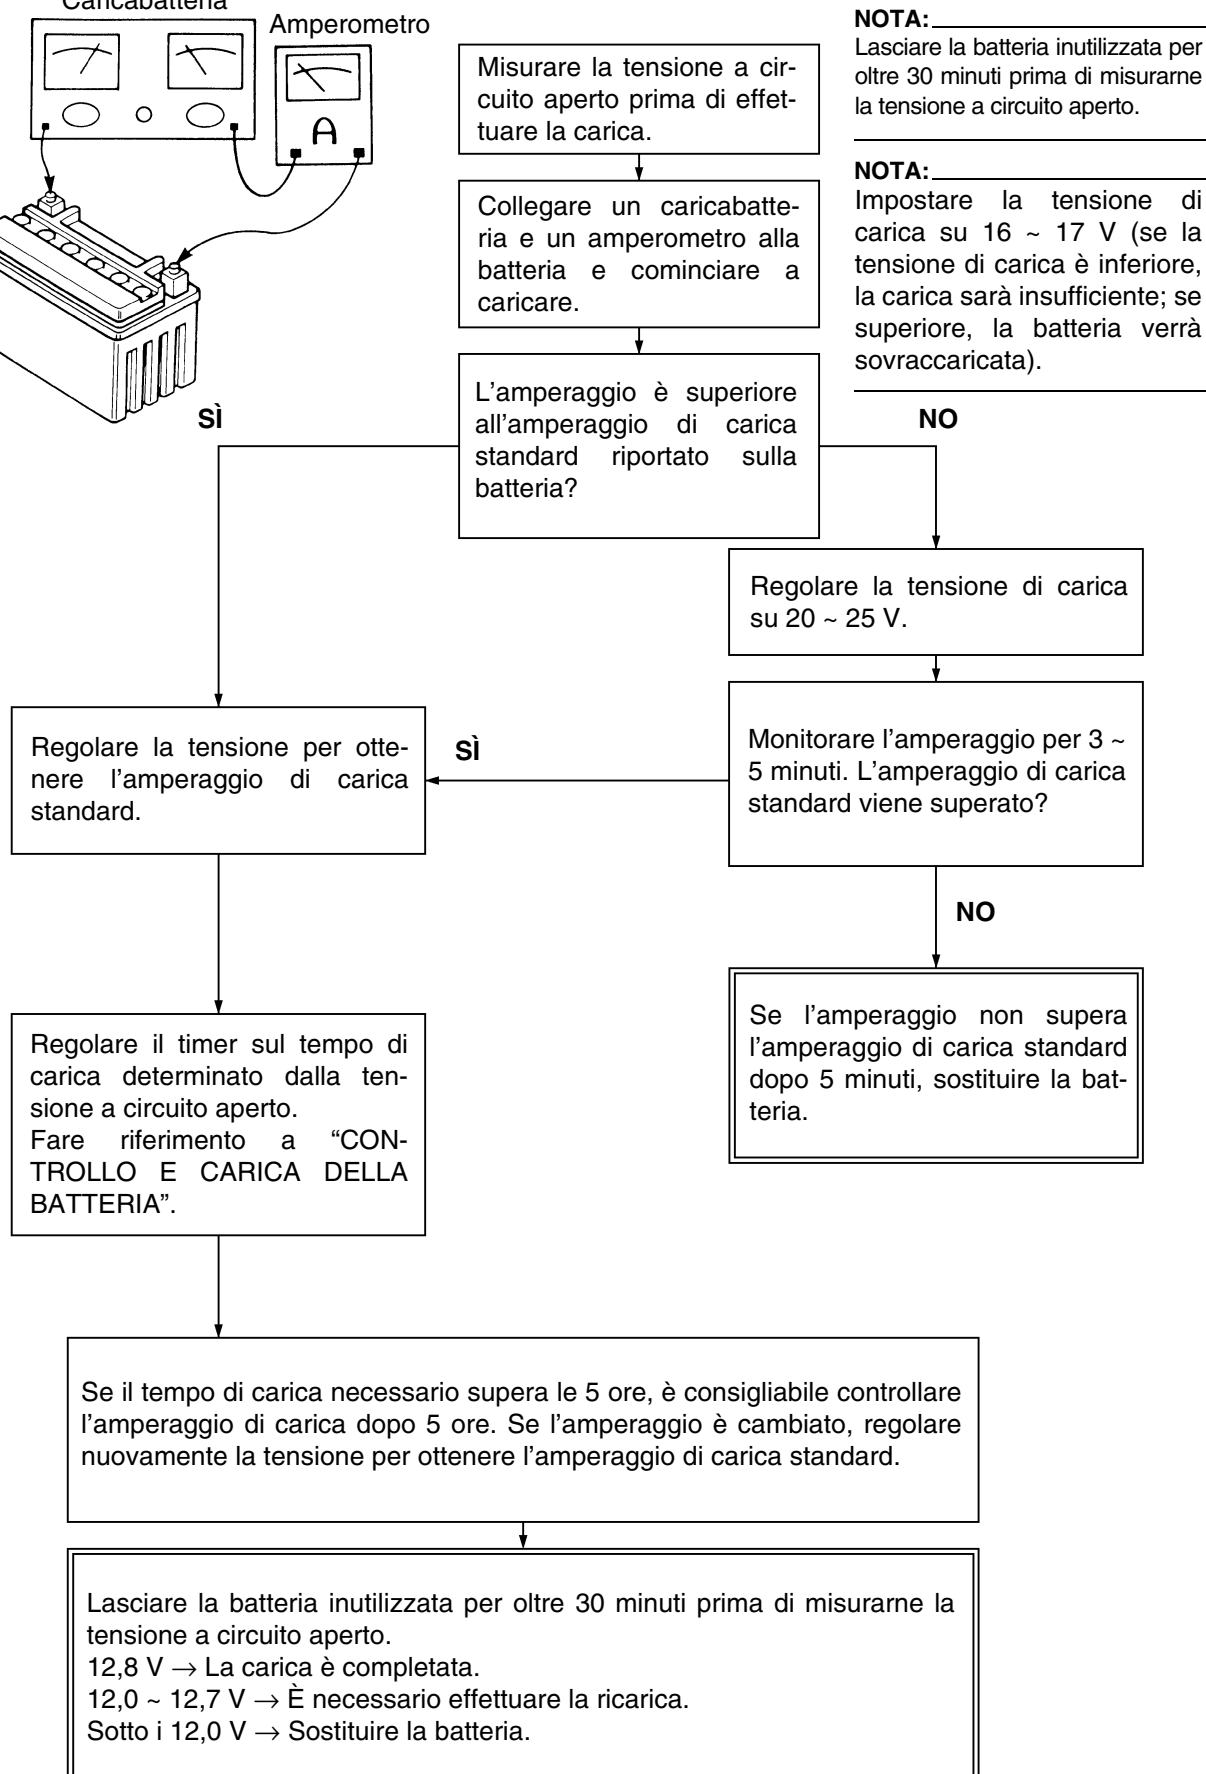 Caricabatteria
Amperometro
A
Misurare la tensione a cir-
cuito aperto prima di effet-
tuare la carica.
NOTA:
Lasciare la batteria inutilizzata per
oltre 30 minuti prima di misurarne
la tensione a circuito aperto.
Collegare un caricabatte-
ria e un amperometro alla
batteria e cominciare a
caricare.
NOTA:
Impostare la tensione di
carica su 16 ~ 17 V (se la
tensione di carica è inferiore,
la carica sarà insufficiente; se
superiore, la batteria verrà
sovraccaricata).
L'amperaggio è superiore
all'amperaggio di carica
standard riportato sulla
batteria?
SÌ
NO
Regolare la tensione di carica
su 20 ~ 25 V.
Monitorare l'amperaggio per 3 ~
5 minuti. L'amperaggio di carica
standard viene superato?
SÌ
Regolare la tensione per otte-
nere l'amperaggio di carica
standard.
NO
Se l'amperaggio non supera
l'amperaggio di carica standard
dopo 5 minuti, sostituire la bat-
teria.
Regolare il timer sul tempo di
carica determinato dalla ten-
sione a circuito aperto.
Fare riferimento a “CON-
TROLLO E CARICA DELLA
BATTERIA”.
Se il tempo di carica necessario supera le 5 ore, è consigliabile controllare
l'amperaggio di carica dopo 5 ore. Se l'amperaggio è cambiato, regolare
nuovamente la tensione per ottenere l'amperaggio di carica standard.
Lasciare la batteria inutilizzata per oltre 30 minuti prima di misurarne la
tensione a circuito aperto.
12,8 V → La carica è completata.
12,0 ~ 12,7 V → È necessario effettuare la ricarica.
Sotto i 12,0 V → Sostituire la batteria.